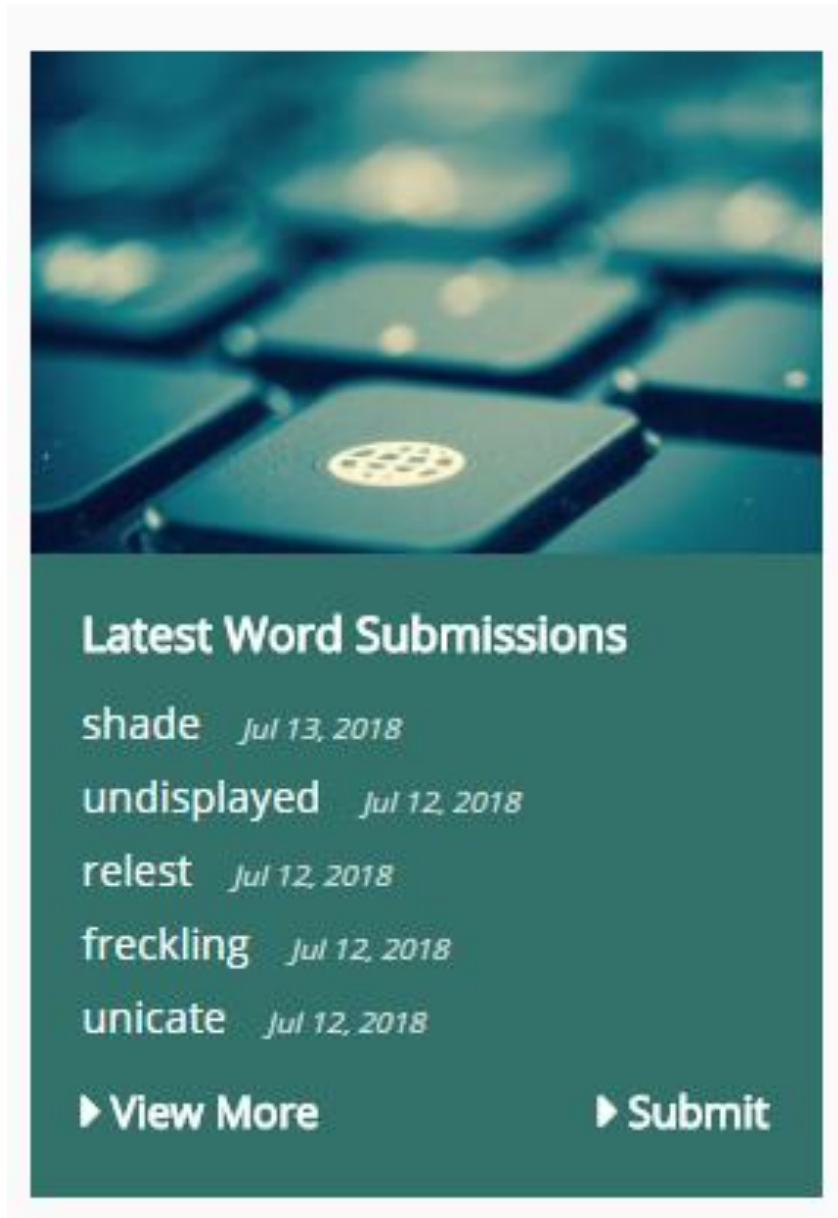 Latest Word Submissions
shade Jul 13, 2018
undisplayed Jul 12, 2018
relest Jul 12, 2018
freckling Jul 12, 2018
unicate Jul 12, 2018
View More Submit